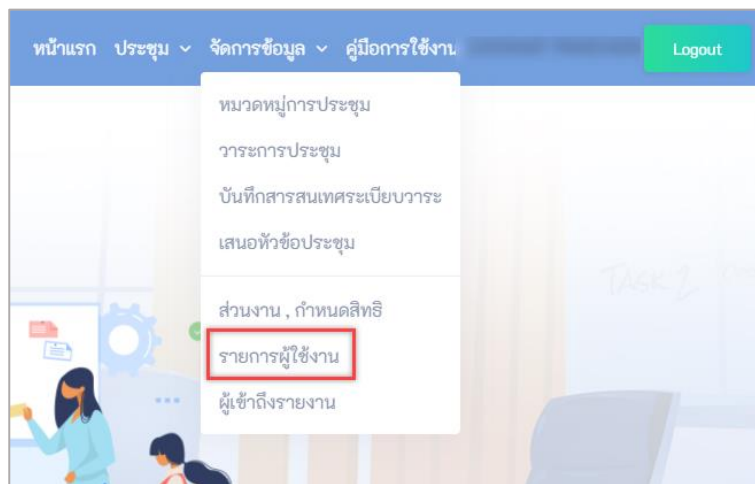 หน้าแรก ประชุม จัดการข้อมูล คู่มือการใช้งาน Logout
หมวดหมู่การประชุม
วาระการประชุม
บันทึกสารสนเทศระเบียบวาระ
เสนอหัวข้อประชุม
ส่วนงาน , กำหนดสิทธิ
รายการผู้ใช้งาน
ผู้เข้าถึงรายงาน
TASK 2